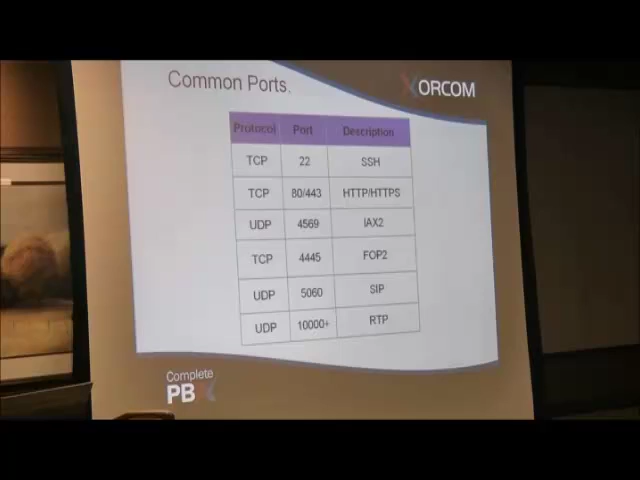 Common Ports.
XORCOM
Protocol Port Description
TCP 22 SSH
TCP 80/443 HTTP/HTTPS
UDP 4569 IAX2
TCP 4445 FOP2
UDP 5060 SIP
UDP 10000+ RTP
Complete
PBX